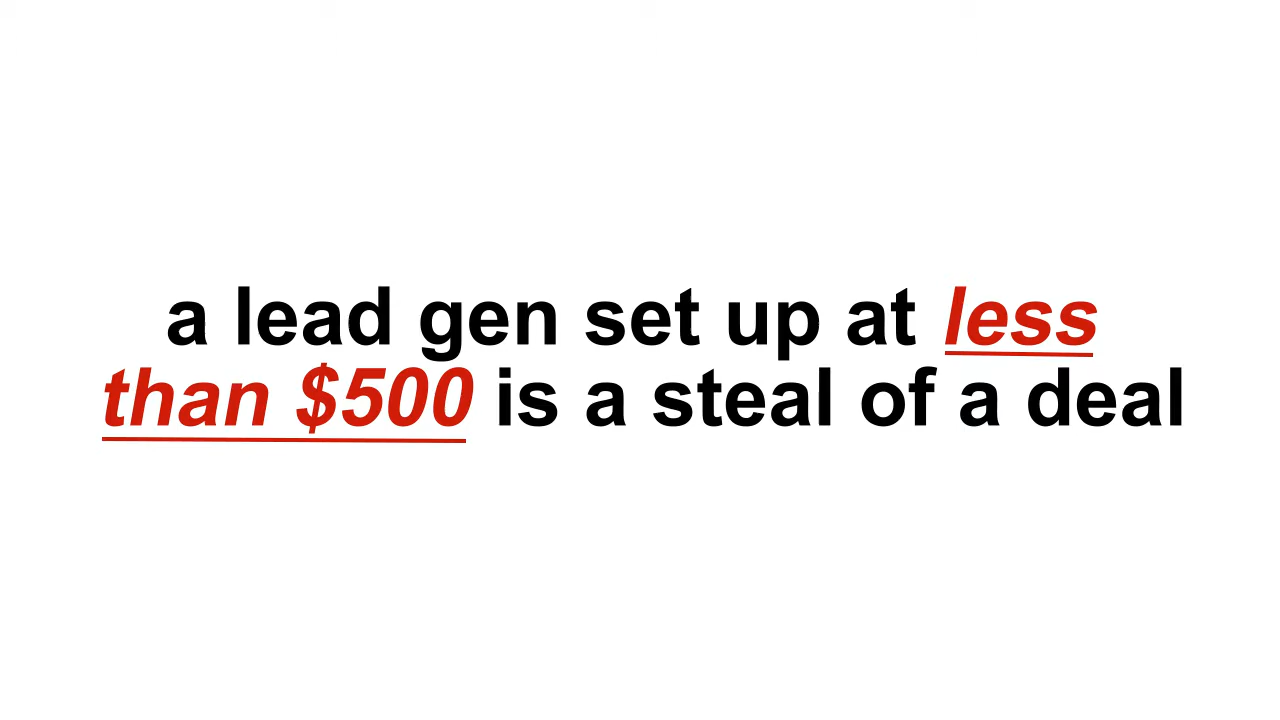 a lead gen set up at less
than $500 is a steal of a deal